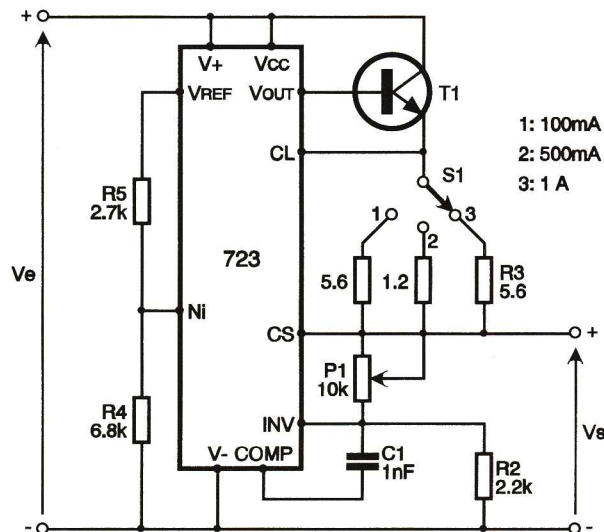 +
V+ VCC
VREF VOUT
T1
CL
1: 100mA
2: 500mA
3: 1 A
S1
1
2
3
R5
2.7k
723
5.6
1.2
R3
5.6
Ve
Ni
CS
+
P1
10k
R4
6.8k
INV
Vs
V- COMP
C1
1nF
R2
2.2k
-
-